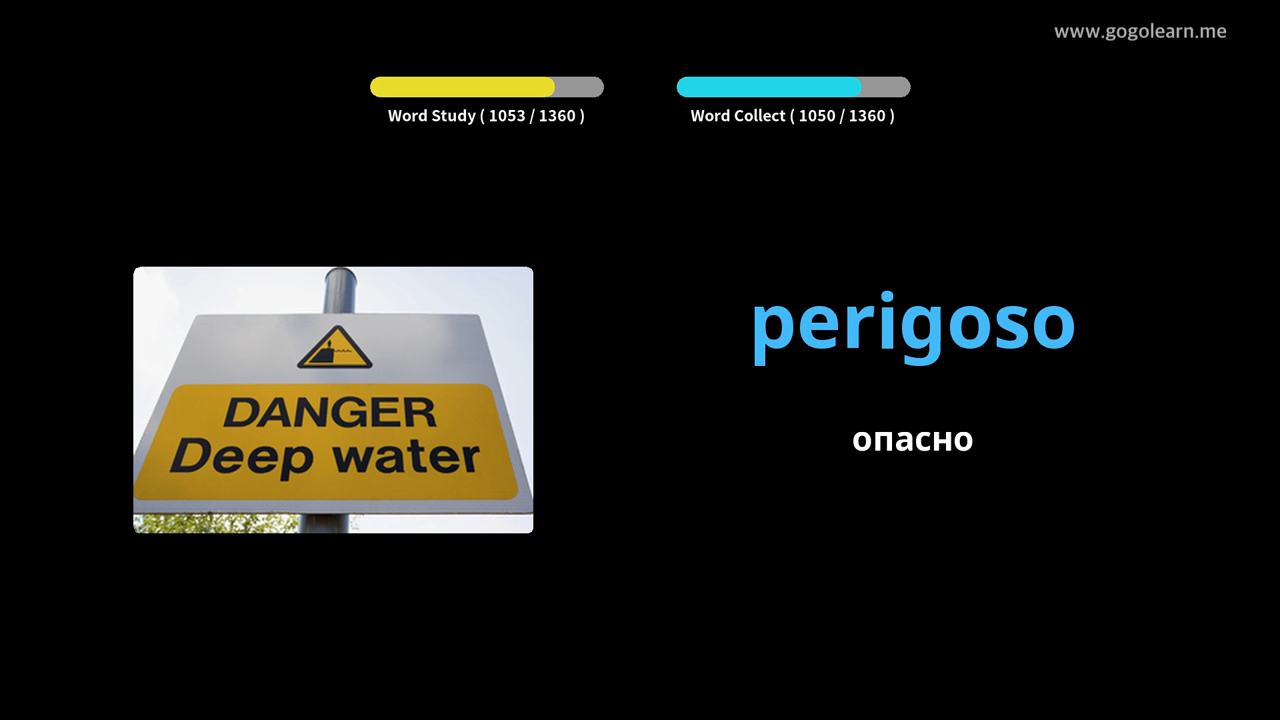 www.gogolearn.me
Word Study ( 1053 / 1360 )
Word Collect ( 1050 / 1360 )
DANGER
Deep water
perigoso
опасно